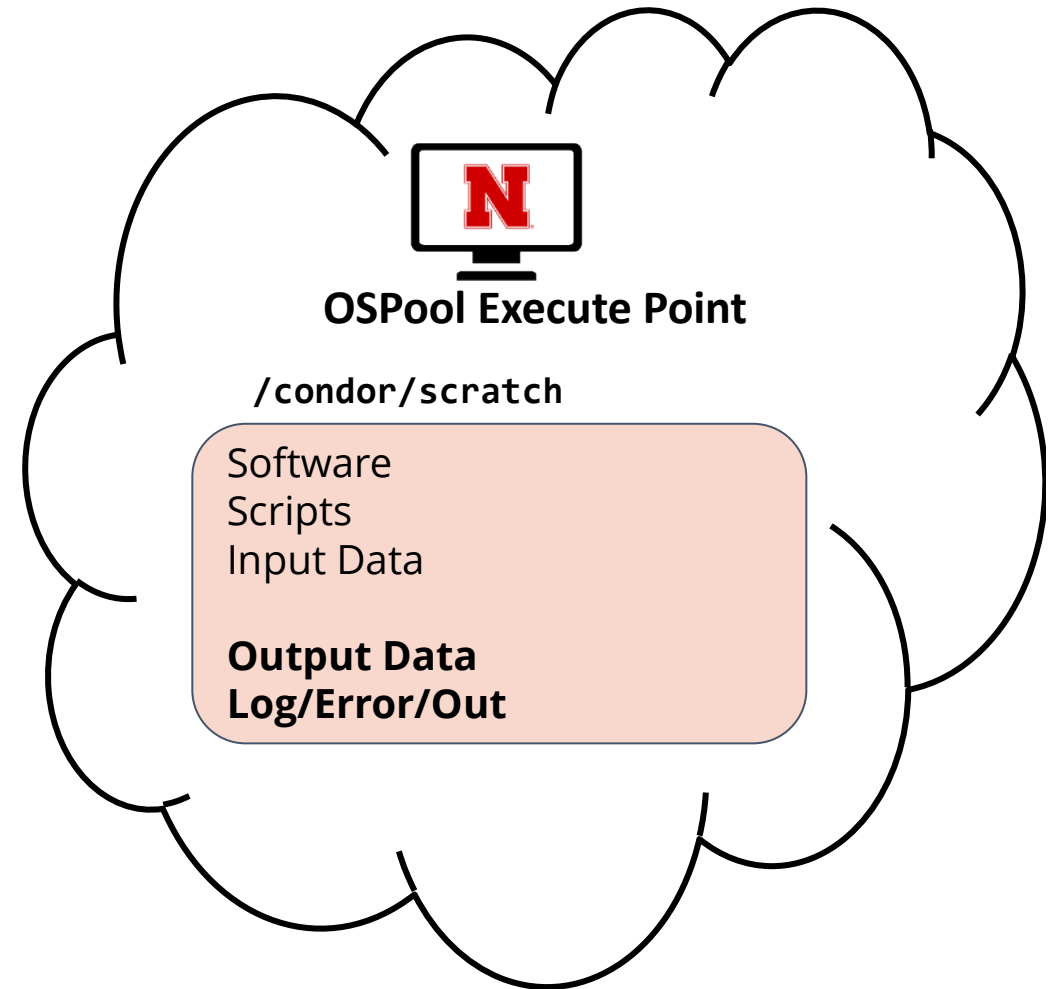 N
OSPool Execute Point
/condor/scratch
Software
Scripts
Input Data
Output Data
Log/Error/Out